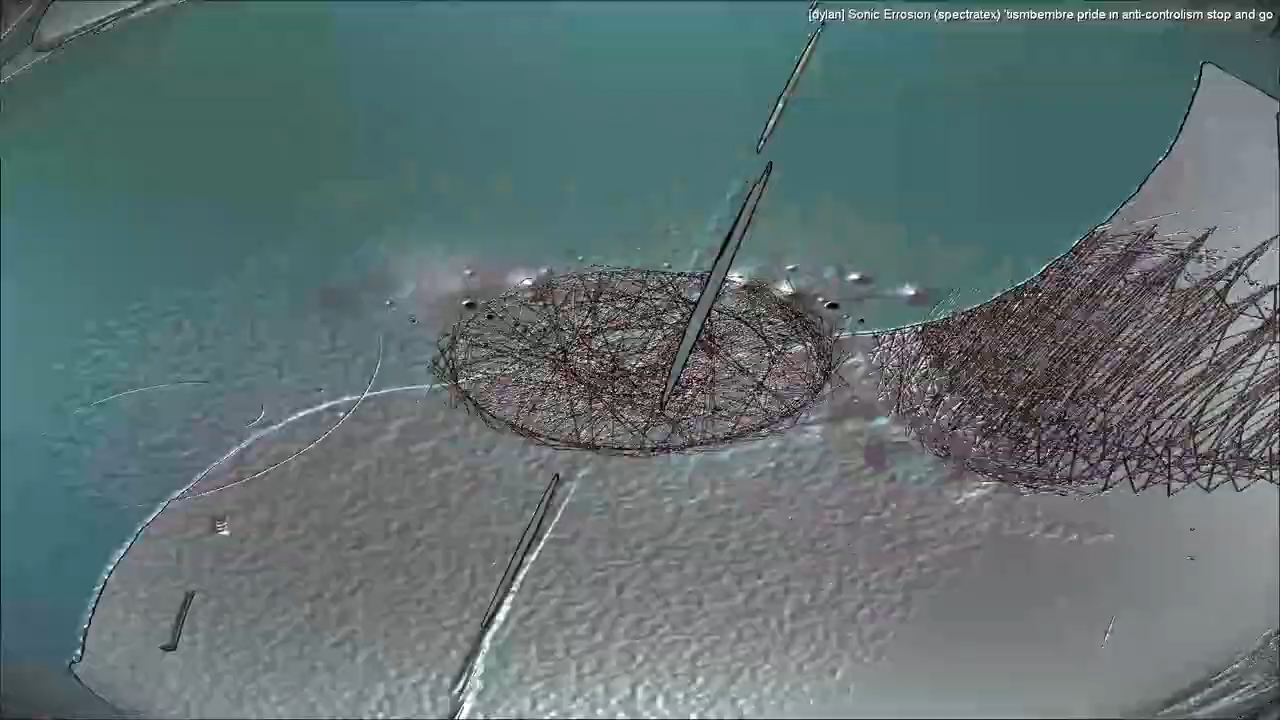 [dylan] Sonic Errosion (spectratex) 'tismbembre pride in anti-controlism stop and go